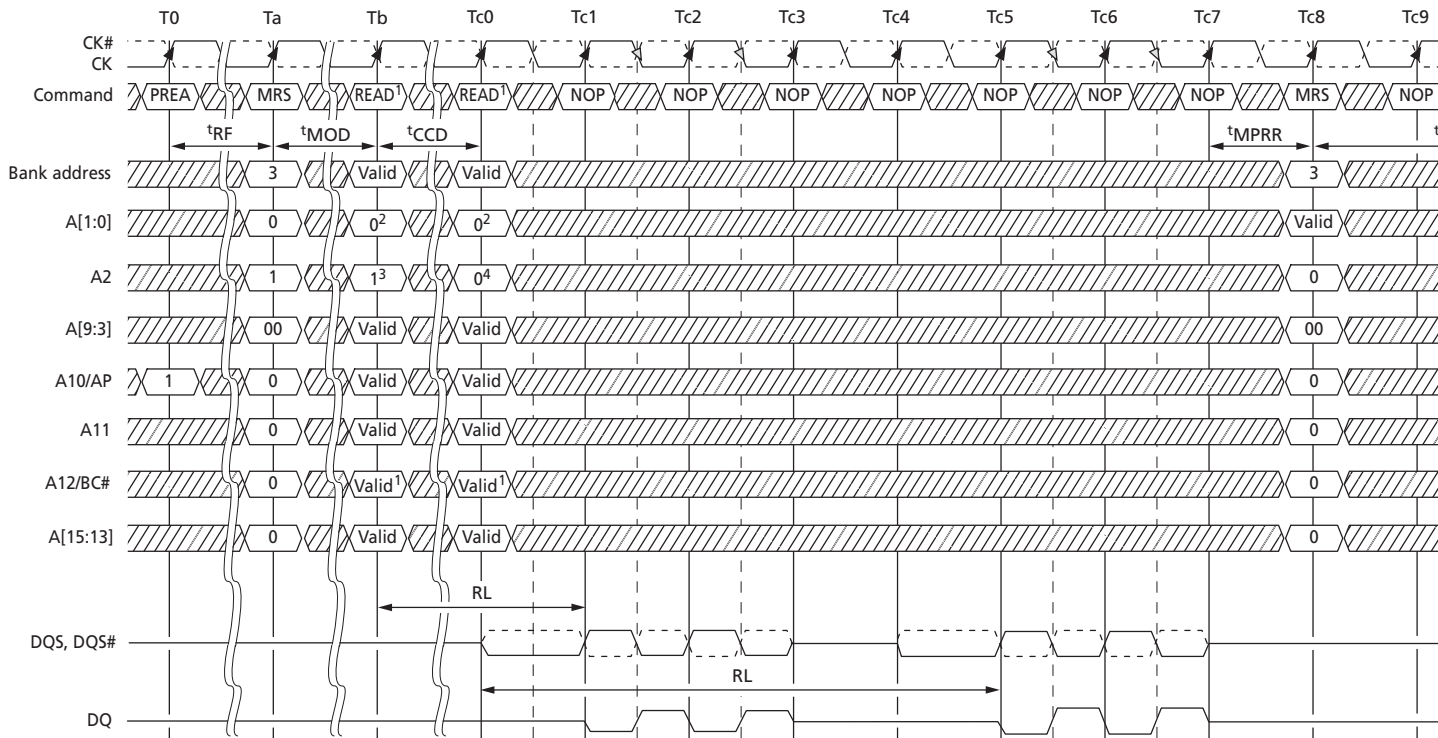 T0 Ta Tb Tc0 Tc1 Tc2 Tc3 Tc4 Tc5 Tc6 Tc7 Tc8 Tc9
CK#
CK
Command PREA MRS READ¹ READ¹ NOP NOP NOP NOP NOP NOP NOP MRS NOP
ᵗRF ᵗMOD ᵗCCD ᵗMPRR ᵗ
Bank address 3 Valid Valid 3
A[1:0] 0 0² 0² Valid
A2 1 1³ 0⁴ 0
A[9:3] 00 Valid Valid 00
A10/AP 1 0 Valid Valid 0
A11 0 Valid Valid 0
A12/BC# 0 Valid¹ Valid¹ 0
A[15:13] 0 Valid Valid 0
RL
DQS, DQS#
RL
DQ